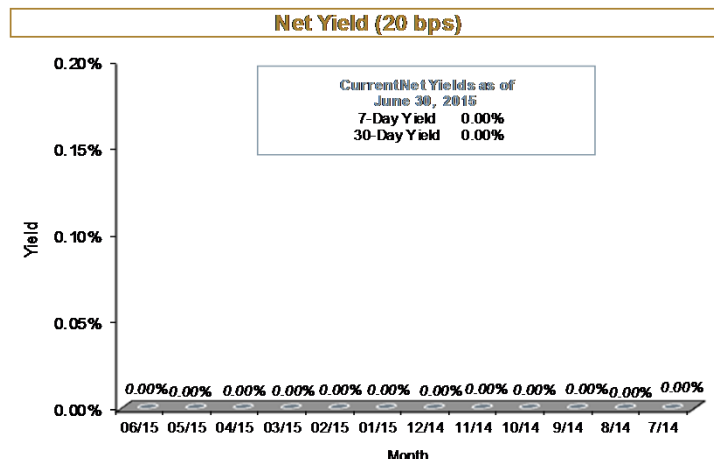 Net Yield (20 bps)
0.20%
CurrentNet Yields as of
June 30, 2015
7-Day Yield 0.00%
30-Day Yield 0.00%
0.15%
0.10%
Yield
0.05%
0.00% 0.00% 0.00% 0.00% 0.00% 0.00% 0.00% 0.00% 0.00% 0.00% 0.00% 0.00%
0.00%
06/15 05/15 04/15 03/15 02/15 01/15 12/14 11/14 10/14 9/14 8/14 7/14
Month